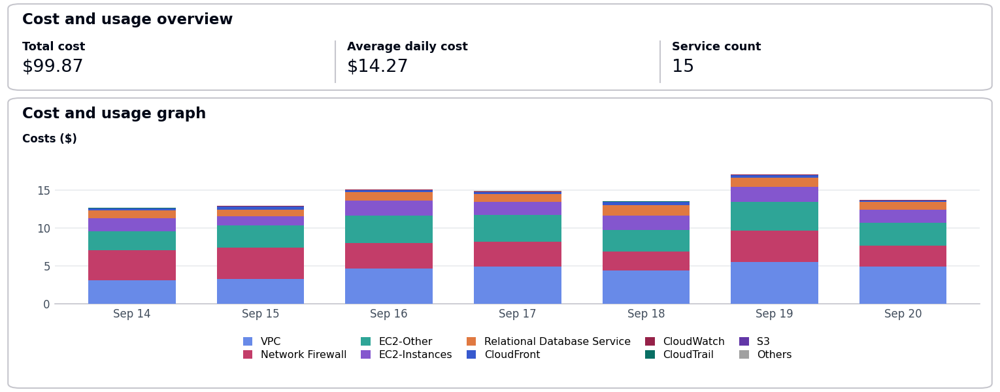 Cost and usage overview
Total cost
$99.87
Average daily cost
$14.27
Service count
15
Cost and usage graph
Costs ($)
15
10
5
0
Sep 14 Sep 15 Sep 16 Sep 17 Sep 18 Sep 19 Sep 20
VPC EC2-Other Relational Database Service CloudWatch S3
Network Firewall EC2-Instances CloudFront CloudTrail Others